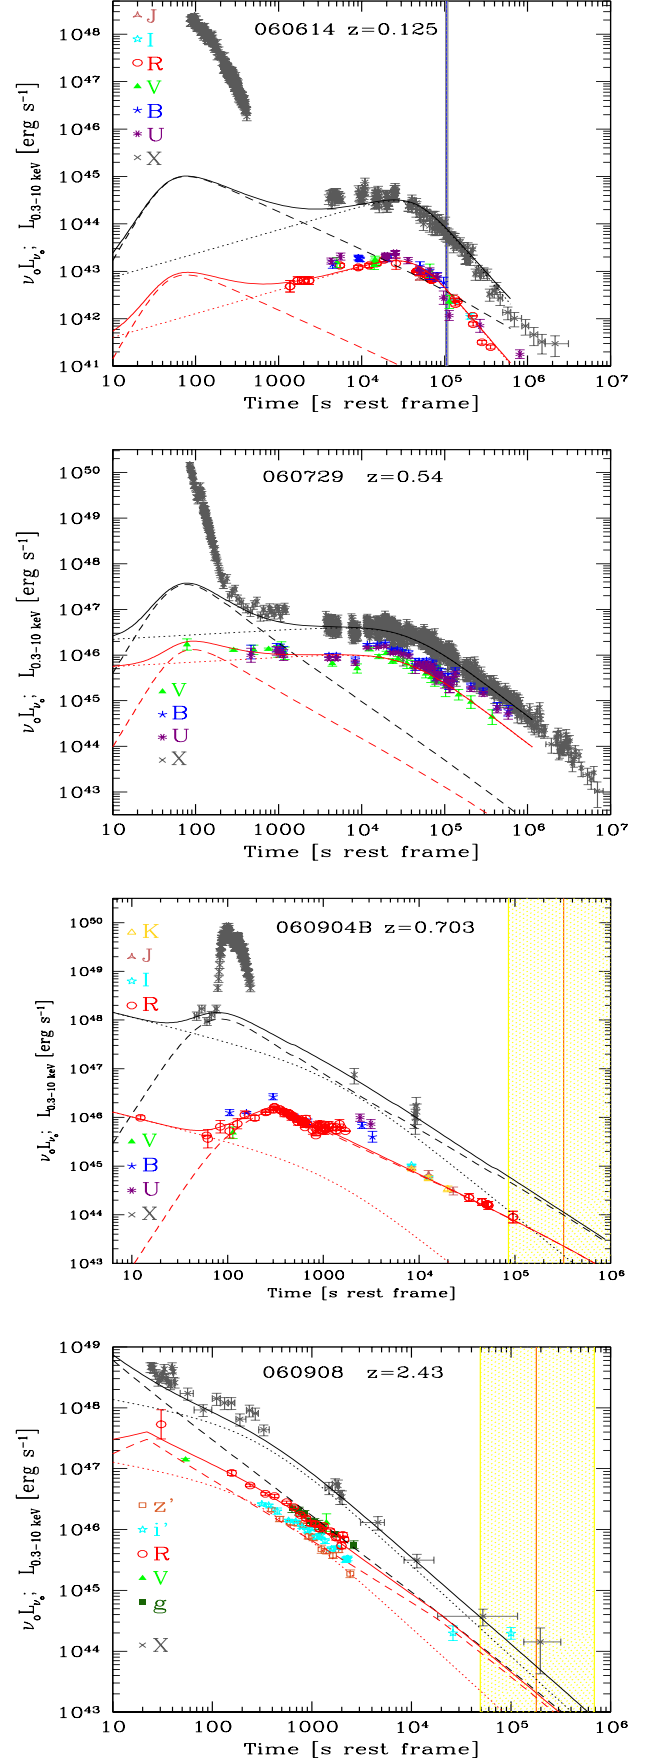 060614 z=0.125
J
I
R
V
B
U
X
10⁴⁸
10⁴⁷
10⁴⁶
10⁴⁵
10⁴⁴
10⁴³
10⁴²
10⁴¹
νₒLνₒ; L₀.₃₋₁₀ keV [erg s⁻¹]
10 100 1000 10⁴ 10⁵ 10⁶ 10⁷
Time [s rest frame]
060729 z=0.54
10⁵⁰
10⁴⁹
10⁴⁸
10⁴⁷
10⁴⁶
10⁴⁵
10⁴⁴
10⁴³
V
B
U
X
νₒLνₒ; L₀.₃₋₁₀ keV [erg s⁻¹]
10 100 1000 10⁴ 10⁵ 10⁶ 10⁷
Time [s rest frame]
060904B z=0.703
K
J
I
R
V
B
U
X
10⁵⁰
10⁴⁹
10⁴⁸
10⁴⁷
10⁴⁶
10⁴⁵
10⁴⁴
10⁴³
νₒLνₒ; L₀.₃₋₁₀ keV [erg s⁻¹]
10 100 1000 10⁴ 10⁵ 10⁶
Time [s rest frame]
060908 z=2.43
10⁴⁹
10⁴⁸
10⁴⁷
10⁴⁶
10⁴⁵
10⁴⁴
10⁴³
z'
i'
R
V
g
X
νₒLνₒ; L₀.₃₋₁₀ keV [erg s⁻¹]
10 100 1000 10⁴ 10⁵ 10⁶
Time [s rest frame]